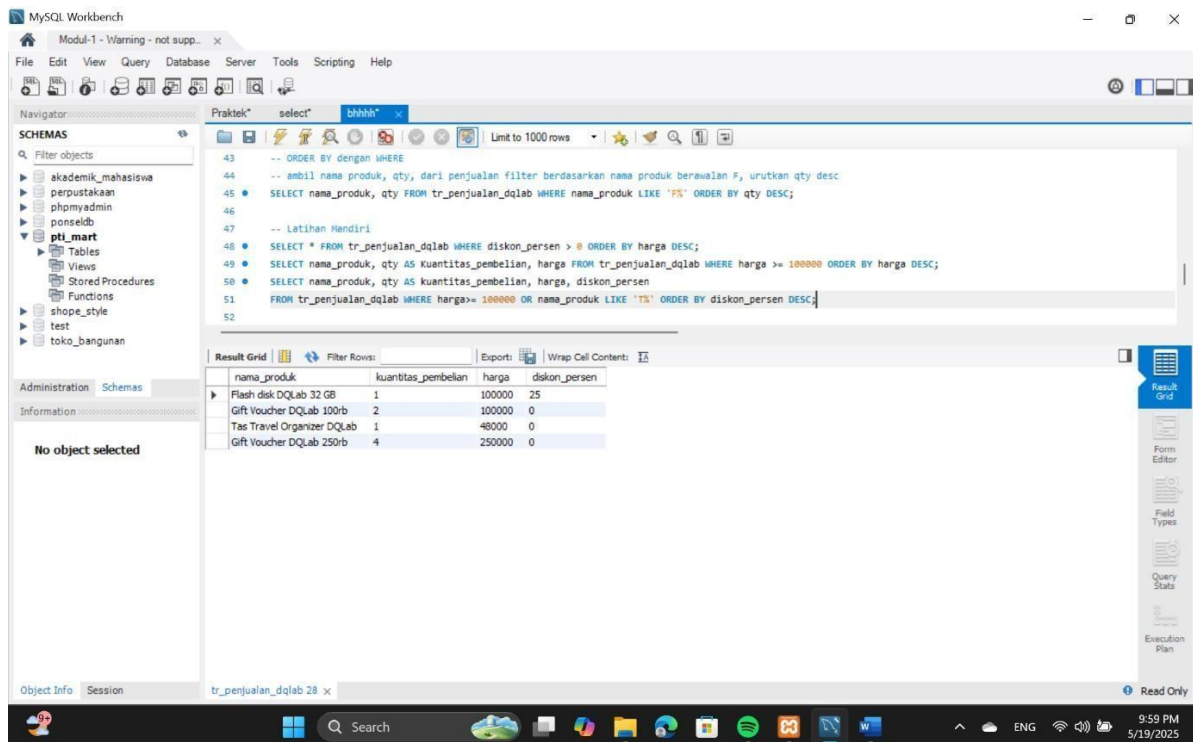 MySQL Workbench
Modul-1 - Warning - not supp..
File Edit View Query Database Server Tools Scripting Help
Navigator
Praktek* select* bhhhh*
SCHEMAS
Filter objects
akademik_mahasiswa
perpustakaan
phpmyadmin
ponseldb
pti_mart
Tables
Views
Stored Procedures
Functions
shope_style
test
toko_bangunan
Administration Schemas
Information
No object selected
Limit to 1000 rows
43 -- ORDER BY dengan WHERE
44 -- ambil nama produk, qty, dari penjualan filter berdasarkan nama produk berawalan F, urutkan qty desc
45 SELECT nama_produk, qty FROM tr_penjualan_dqlab WHERE nama_produk LIKE 'F%' ORDER BY qty DESC;
46
47 -- Latihan Mandiri
48 SELECT * FROM tr_penjualan_dqlab WHERE diskon_persen > 0 ORDER BY harga DESC;
49 SELECT nama_produk, qty AS Kuantitas_pembelian, harga FROM tr_penjualan_dqlab WHERE harga >= 100000 ORDER BY harga DESC;
50 SELECT nama_produk, qty AS kuantitas_pembelian, harga, diskon_persen
51 FROM tr_penjualan_dqlab WHERE harga>= 100000 OR nama_produk LIKE 'T%' ORDER BY diskon_persen DESC;
52
Result Grid Filter Rows: Export: Wrap Cell Content:
nama_produk kuantitas_pembelian harga diskon_persen
Flash disk DQLab 32 GB 1 100000 25
Gift Voucher DQLab 100rb 2 100000 0
Tas Travel Organizer DQLab 1 48000 0
Gift Voucher DQLab 250rb 4 250000 0
Result
Grid
Form
Editor
Field
Types
Query
Stats
Execution
Plan
Object Info Session
tr_penjualan_dqlab 28
Read Only
9+
Search
ENG
9:59 PM
5/19/2025